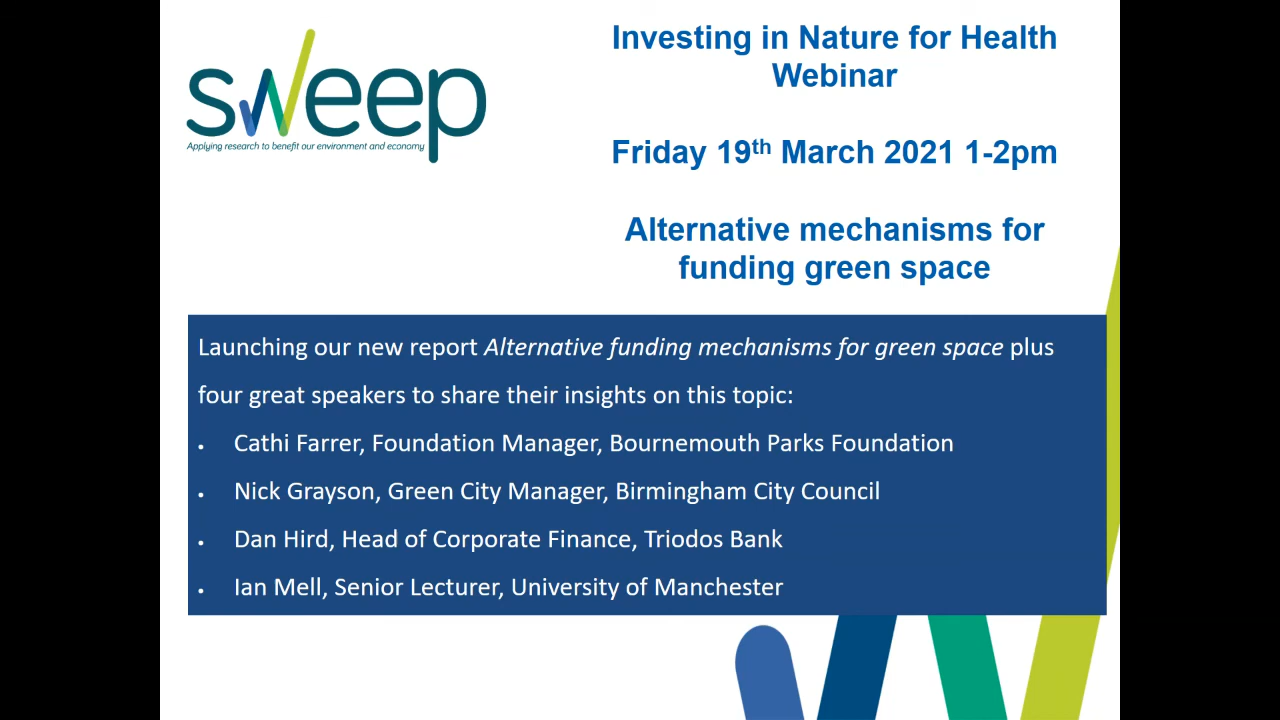 sweep
Applying research to benefit our environment and economy
Investing in Nature for Health
Webinar
Friday 19th March 2021 1-2pm
Alternative mechanisms for
funding green space
Launching our new report Alternative funding mechanisms for green space plus
four great speakers to share their insights on this topic:
• Cathi Farrer, Foundation Manager, Bournemouth Parks Foundation
• Nick Grayson, Green City Manager, Birmingham City Council
• Dan Hird, Head of Corporate Finance, Triodos Bank
• Ian Mell, Senior Lecturer, University of Manchester